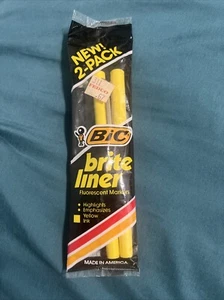 NEW!
2-PACK
BIC
brite
liner
Fluorescent Markers
Highlights
Emphasizes
Yellow
Ink
MADE IN AMERICA